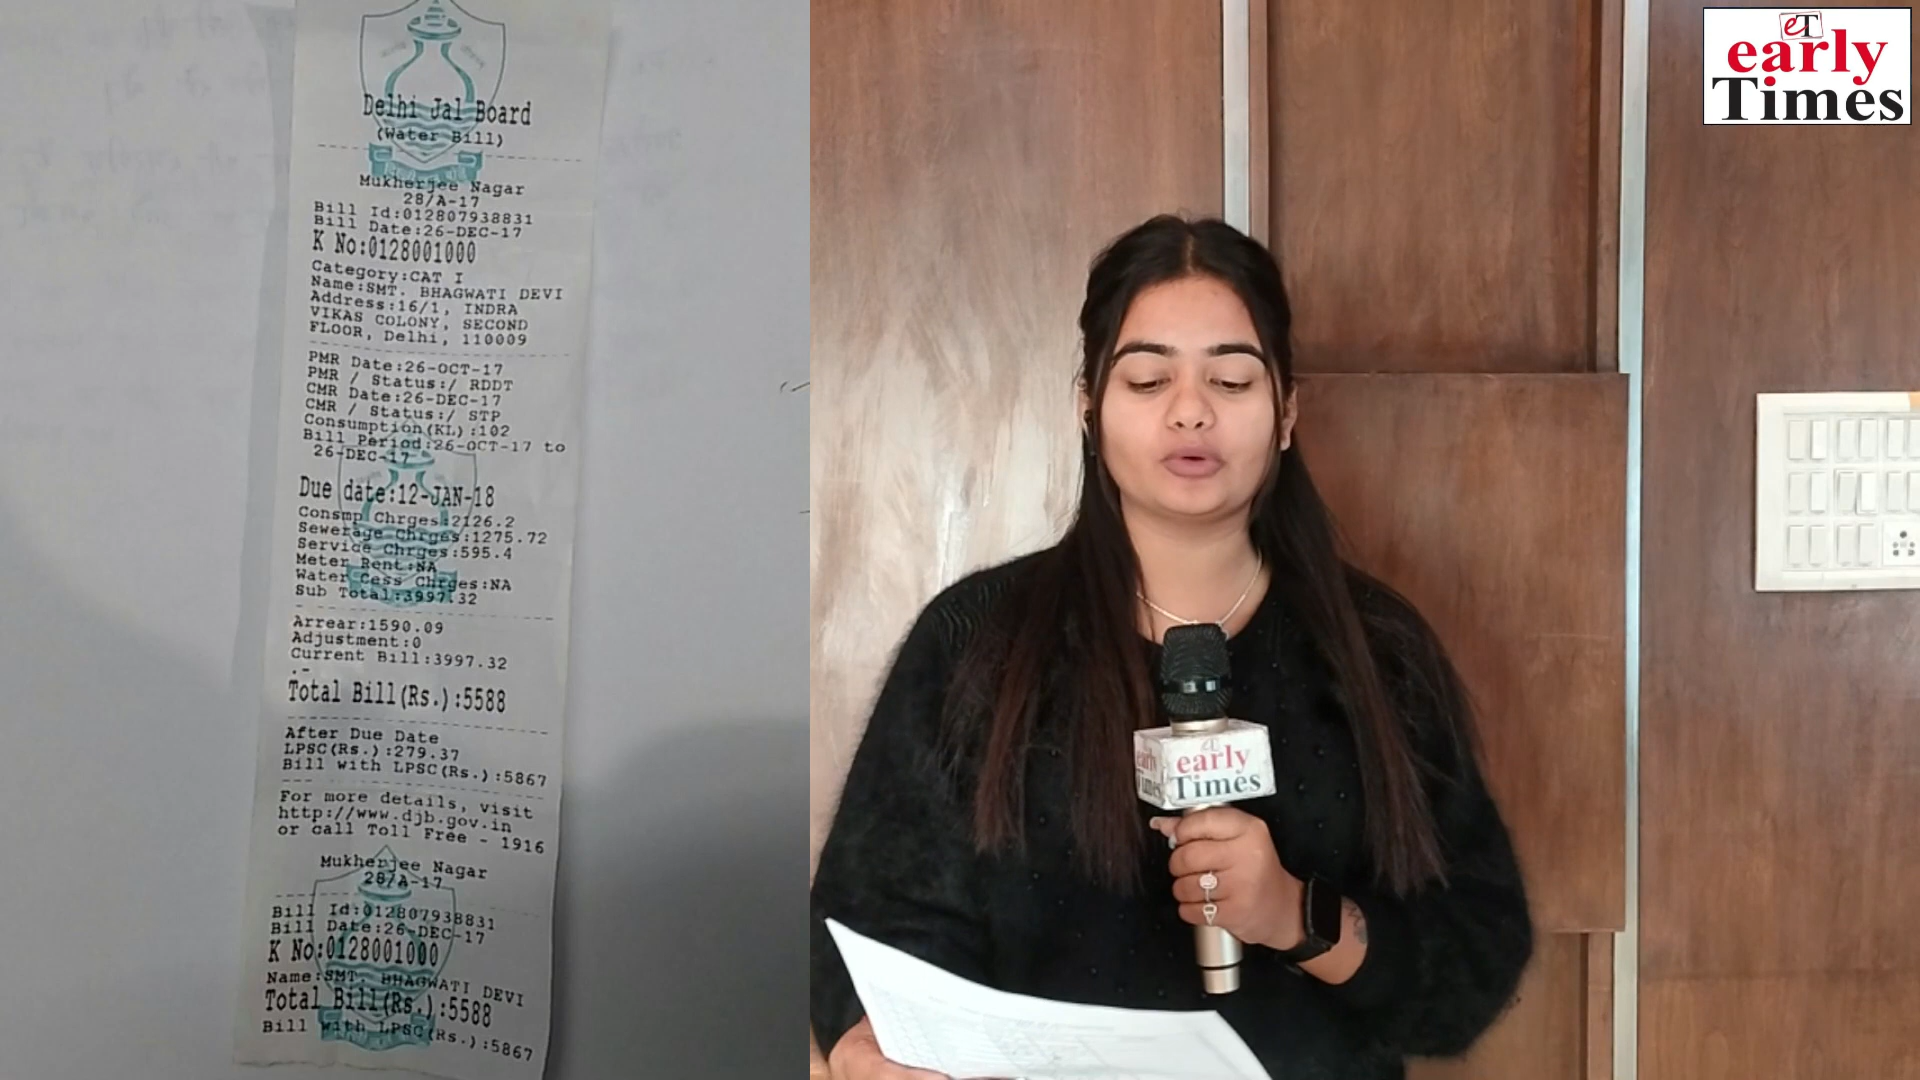 Delhi Jal Board
(Water Bill)
Mukherjee Nagar
28/A-17
Bill Id:012807938831
Bill Date:26-DEC-17
K No:0128001000
Category:CAT I
Name:SMT. BHAGWATI DEVI
Address:16/1, INDRA
VIKAS COLONY, SECOND
FLOOR, Delhi, 110009
PMR Date:26-OCT-17
PMR / Status:/ RDDT
CMR Date:26-DEC-17
CMR / Status:/ STP
Consumption(KL):102
Bill Period:26-OCT-17 to
26-DEC-17
Due date:12-JAN-18
Consmp Chrges:2126.2
Sewerage Chrges:1275.72
Service Chrges:595.4
Meter Rent:NA
Water Cess Chrges:NA
Sub Total:3997.32
Arrear:1590.09
Adjustment:0
Current Bill:3997.32
.-
Total Bill(Rs.):5588
After Due Date
LPSC(Rs.):279.37
Bill with LPSC(Rs.):5867
For more details, visit
http://www.djb.gov.in
or call Toll Free - 1916
Mukherjee Nagar
28/A-17
Bill Id:012807938831
Bill Date:26-DEC-17
K No:0128001000
Name:SMT. BHAGWATI DEVI
Total Bill(Rs.):5588
Bill with LPSC(Rs.):5867
eT
early
Times
early
Times